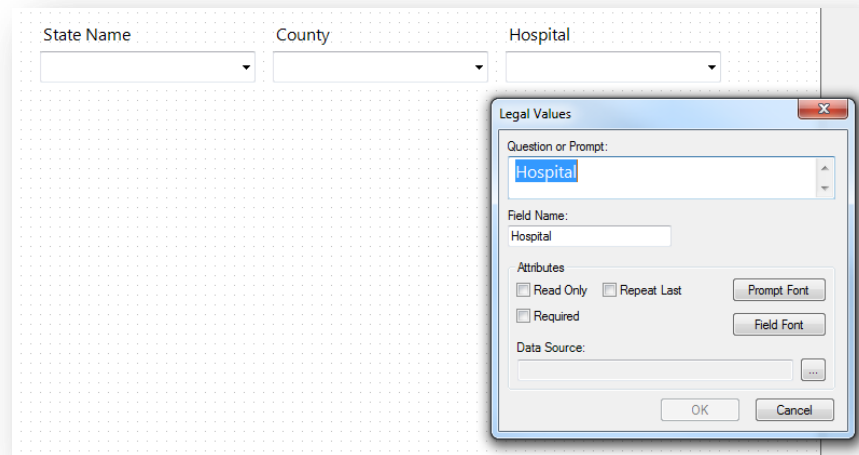 State Name County Hospital
Legal Values
Question or Prompt:
Hospital
Field Name:
Hospital
Attributes
Read Only Repeat Last Prompt Font
Required Field Font
Data Source:
...
OK Cancel